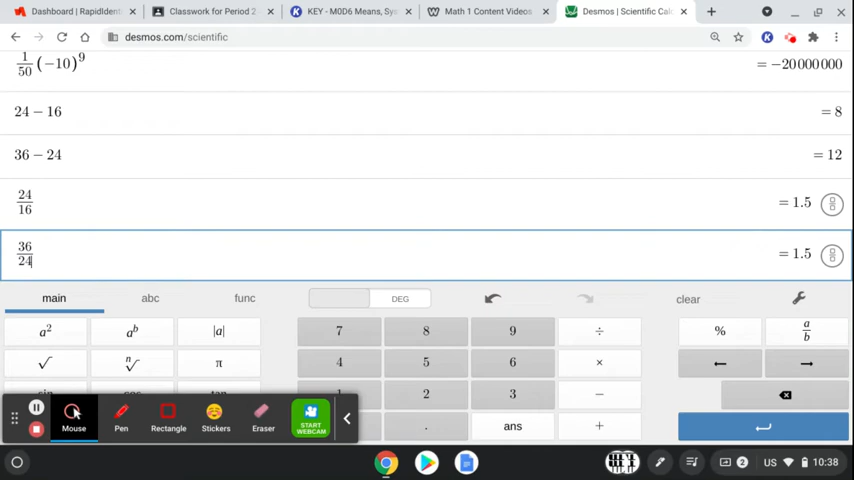 Dashboard | RapidIdent
Classwork for Period 2
KEY - M0D6 Means, Sy
Math 1 Content Videos
Desmos | Scientific Calc
desmos.com/scientific
1/50 (−10)^9 = −20000000
24 − 16 = 8
36 − 24 = 12
24/16 = 1.5
36/24 = 1.5
main abc func DEG clear
a² a^b |a| 7 8 9 ÷ % a/b
√ ⁿ√ π 4 5 6 × ← →
2 3 −
. ans +
Mouse Pen Rectangle Stickers Eraser START WEBCAM
2 US 10:38